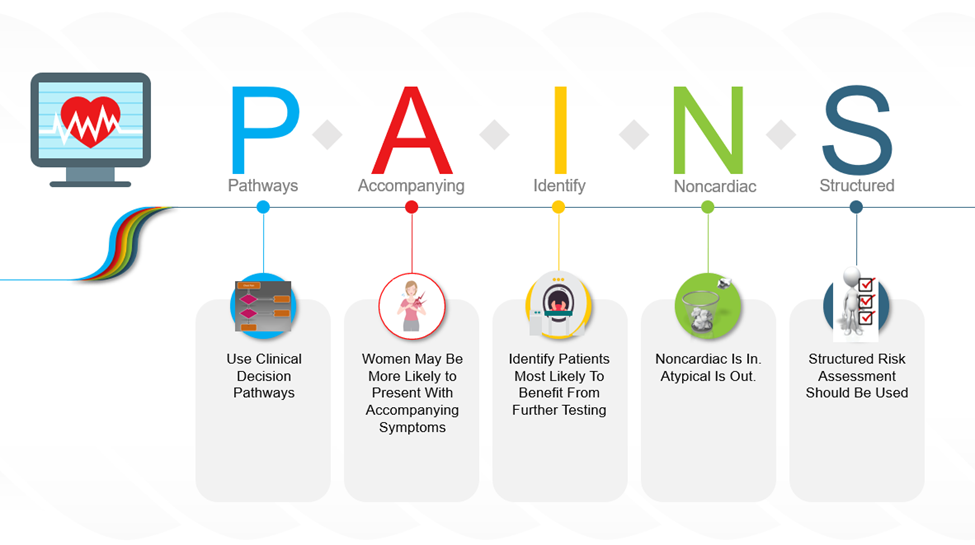 P A I N S
Pathways Accompanying Identify Noncardiac Structured
Use Clinical
Decision
Pathways
Women May Be
More Likely to
Present With
Accompanying
Symptoms
Identify Patients
Most Likely To
Benefit From
Further Testing
Noncardiac Is In.
Atypical Is Out.
Structured Risk
Assessment
Should Be Used